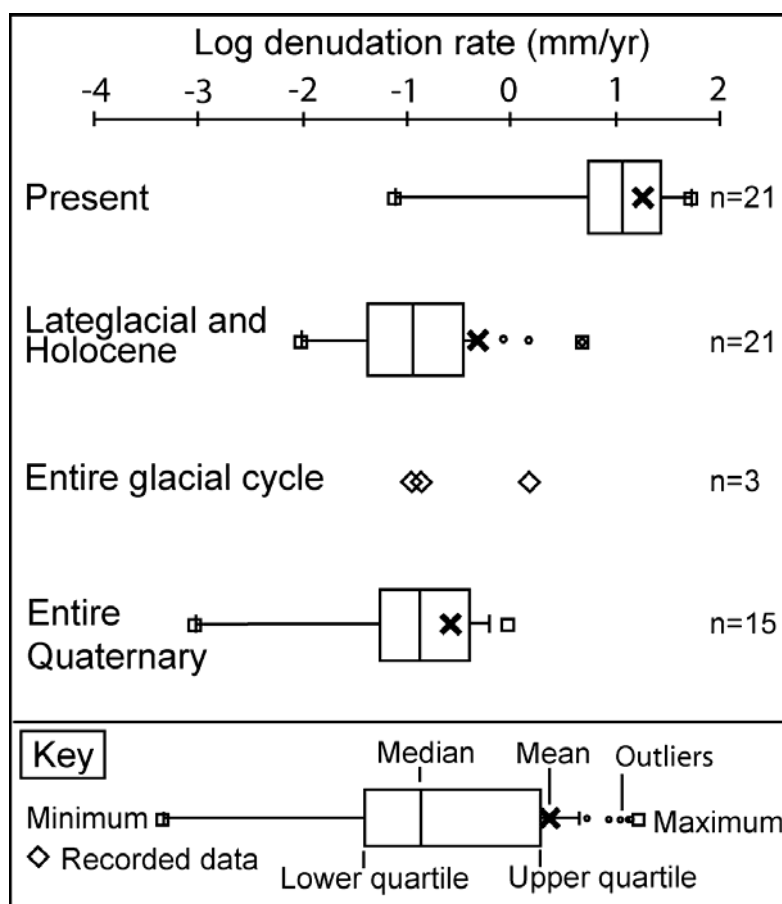 Log denudation rate (mm/yr)
-4 -3 -2 -1 0 1 2
Present n=21
Lateglacial and
Holocene n=21
Entire glacial cycle n=3
Entire
Quaternary n=15
Key
Median Mean Outliers
Minimum Maximum
Recorded data
Lower quartile Upper quartile